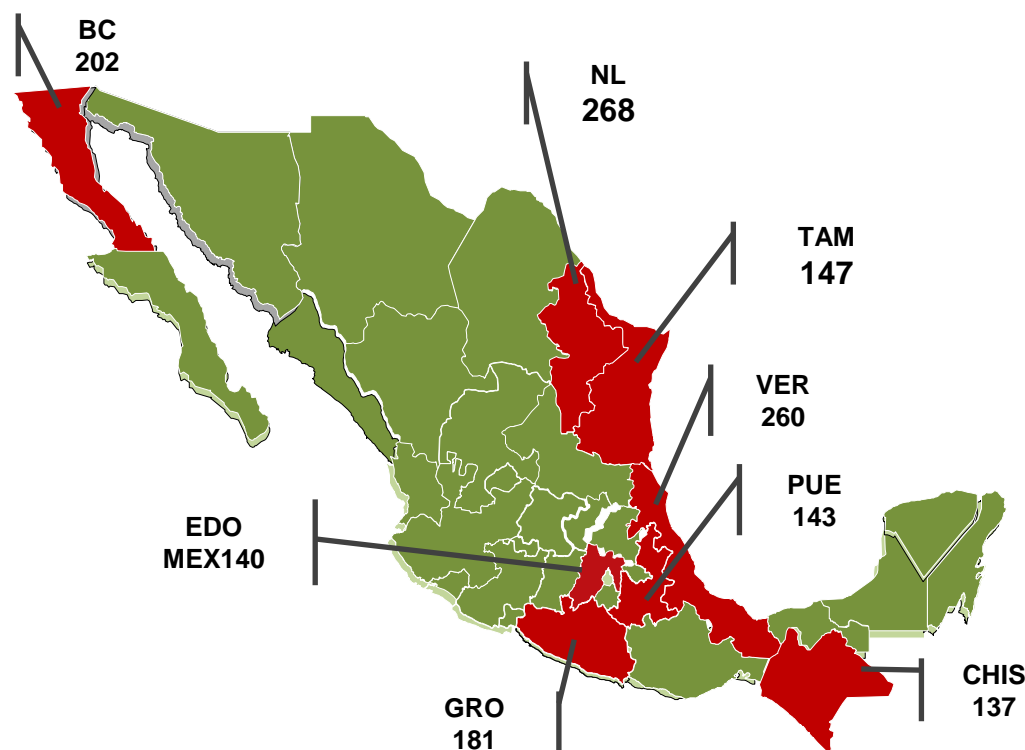 BC
202
NL
268
TAM
147
VER
260
PUE
143
EDO
MEX140
CHIS
137
GRO
181